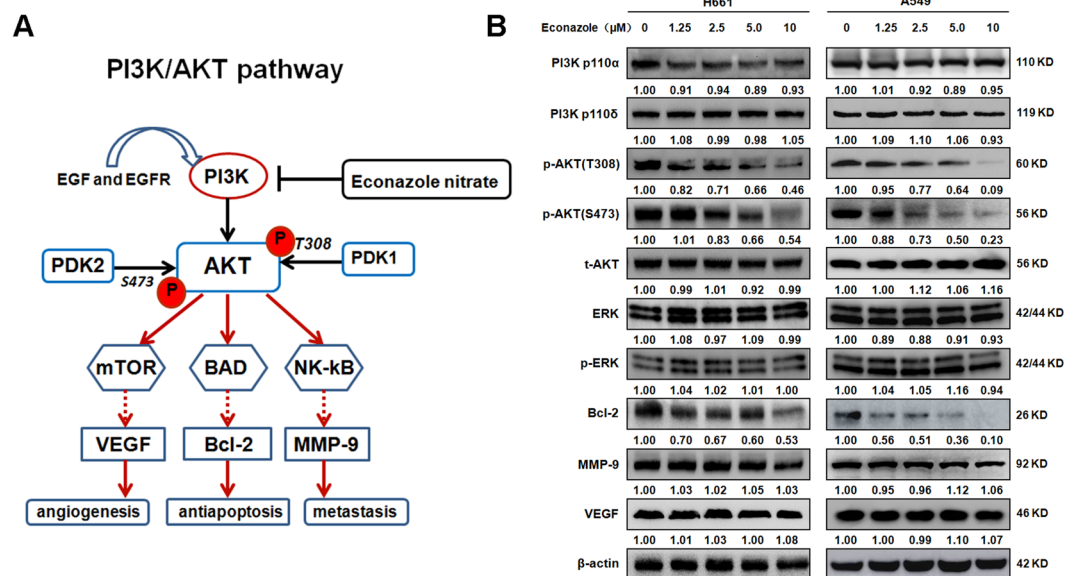 A
PI3K/AKT pathway
EGF and EGFR
PI3K
Econazole nitrate
P
T308
PDK2
AKT
PDK1
S473
P
mTOR
BAD
NK-kB
VEGF
Bcl-2
MMP-9
angiogenesis
antiapoptosis
metastasis
B
H661
A549
Econazole (μM) 0 1.25 2.5 5.0 10 0 1.25 2.5 5.0 10
PI3K p110α 110 KD
1.00 0.91 0.94 0.89 0.93 1.00 1.01 0.92 0.89 0.95
PI3K p110δ 119 KD
1.00 1.08 0.99 0.98 1.05 1.00 1.09 1.10 1.06 0.93
p-AKT(T308) 60 KD
1.00 0.82 0.71 0.66 0.46 1.00 0.95 0.77 0.64 0.09
p-AKT(S473) 56 KD
1.00 1.01 0.83 0.66 0.54 1.00 0.88 0.73 0.50 0.23
t-AKT 56 KD
1.00 0.99 1.01 0.92 0.99 1.00 1.00 1.12 1.06 1.16
ERK 42/44 KD
1.00 1.08 0.97 1.09 0.99 1.00 0.89 0.88 0.91 0.93
p-ERK 42/44 KD
1.00 1.04 1.02 1.01 1.00 1.00 1.04 1.05 1.16 0.94
Bcl-2 26 KD
1.00 0.70 0.67 0.60 0.53 1.00 0.56 0.51 0.36 0.10
MMP-9 92 KD
1.00 1.03 1.02 1.05 1.03 1.00 0.95 0.96 1.12 1.06
VEGF 46 KD
1.00 1.01 1.03 1.00 1.08 1.00 1.00 0.99 1.10 1.07
β-actin 42 KD